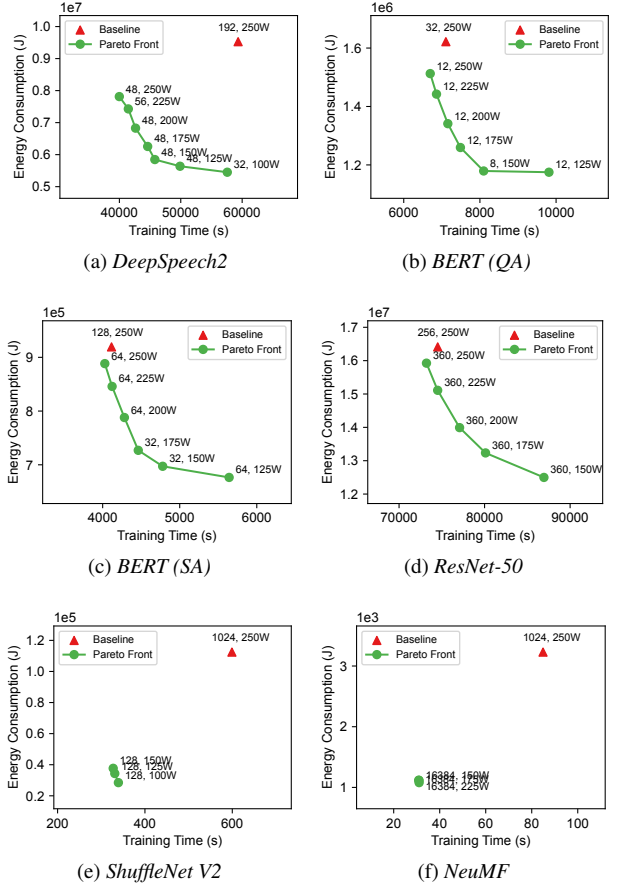 1e7
192, 250W
Baseline
Pareto Front
48, 250W
56, 225W
48, 200W
48, 175W
48, 150W
48, 125W
32, 100W
1.0
0.9
0.8
0.7
0.6
0.5
Energy Consumption (J)
40000 50000 60000
Training Time (s)
(a) DeepSpeech2
1e6
32, 250W
Baseline
Pareto Front
12, 250W
12, 225W
12, 200W
12, 175W
8, 150W
12, 125W
1.6
1.4
1.2
Energy Consumption (J)
6000 8000 10000
Training Time (s)
(b) BERT (QA)
1e5
128, 250W
Baseline
Pareto Front
64, 250W
64, 225W
64, 200W
32, 175W
32, 150W
64, 125W
9
8
7
Energy Consumption (J)
4000 5000 6000
Training Time (s)
(c) BERT (SA)
1e7
256, 250W
Baseline
Pareto Front
360, 250W
360, 225W
360, 200W
360, 175W
360, 150W
1.7
1.6
1.5
1.4
1.3
1.2
Energy Consumption (J)
70000 80000 90000
Training Time (s)
(d) ResNet-50
1e5
Baseline
Pareto Front
1024, 250W
128, 150W
128, 125W
128, 100W
1.2
1.0
0.8
0.6
0.4
0.2
Energy Consumption (J)
200 400 600
Training Time (s)
(e) ShuffleNet V2
1e3
Baseline
Pareto Front
1024, 250W
16384, 150W
16384, 175W
16384, 225W
3
2
1
Energy Consumption (J)
20 40 60 80 100
Training Time (s)
(f) NeuMF